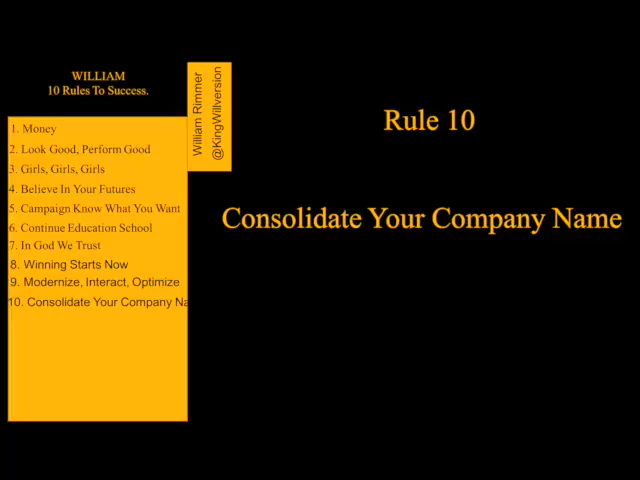 WILLIAM
10 Rules To Success.
1. Money
2. Look Good, Perform Good
3. Girls, Girls, Girls
4. Believe In Your Futures
5. Campaign Know What You Want
6. Continue Education School
7. In God We Trust
8. Winning Starts Now
9. Modernize, Interact, Optimize
10. Consolidate Your Company Na
William Rimmer
@KingWillversion
Rule 10
Consolidate Your Company Name